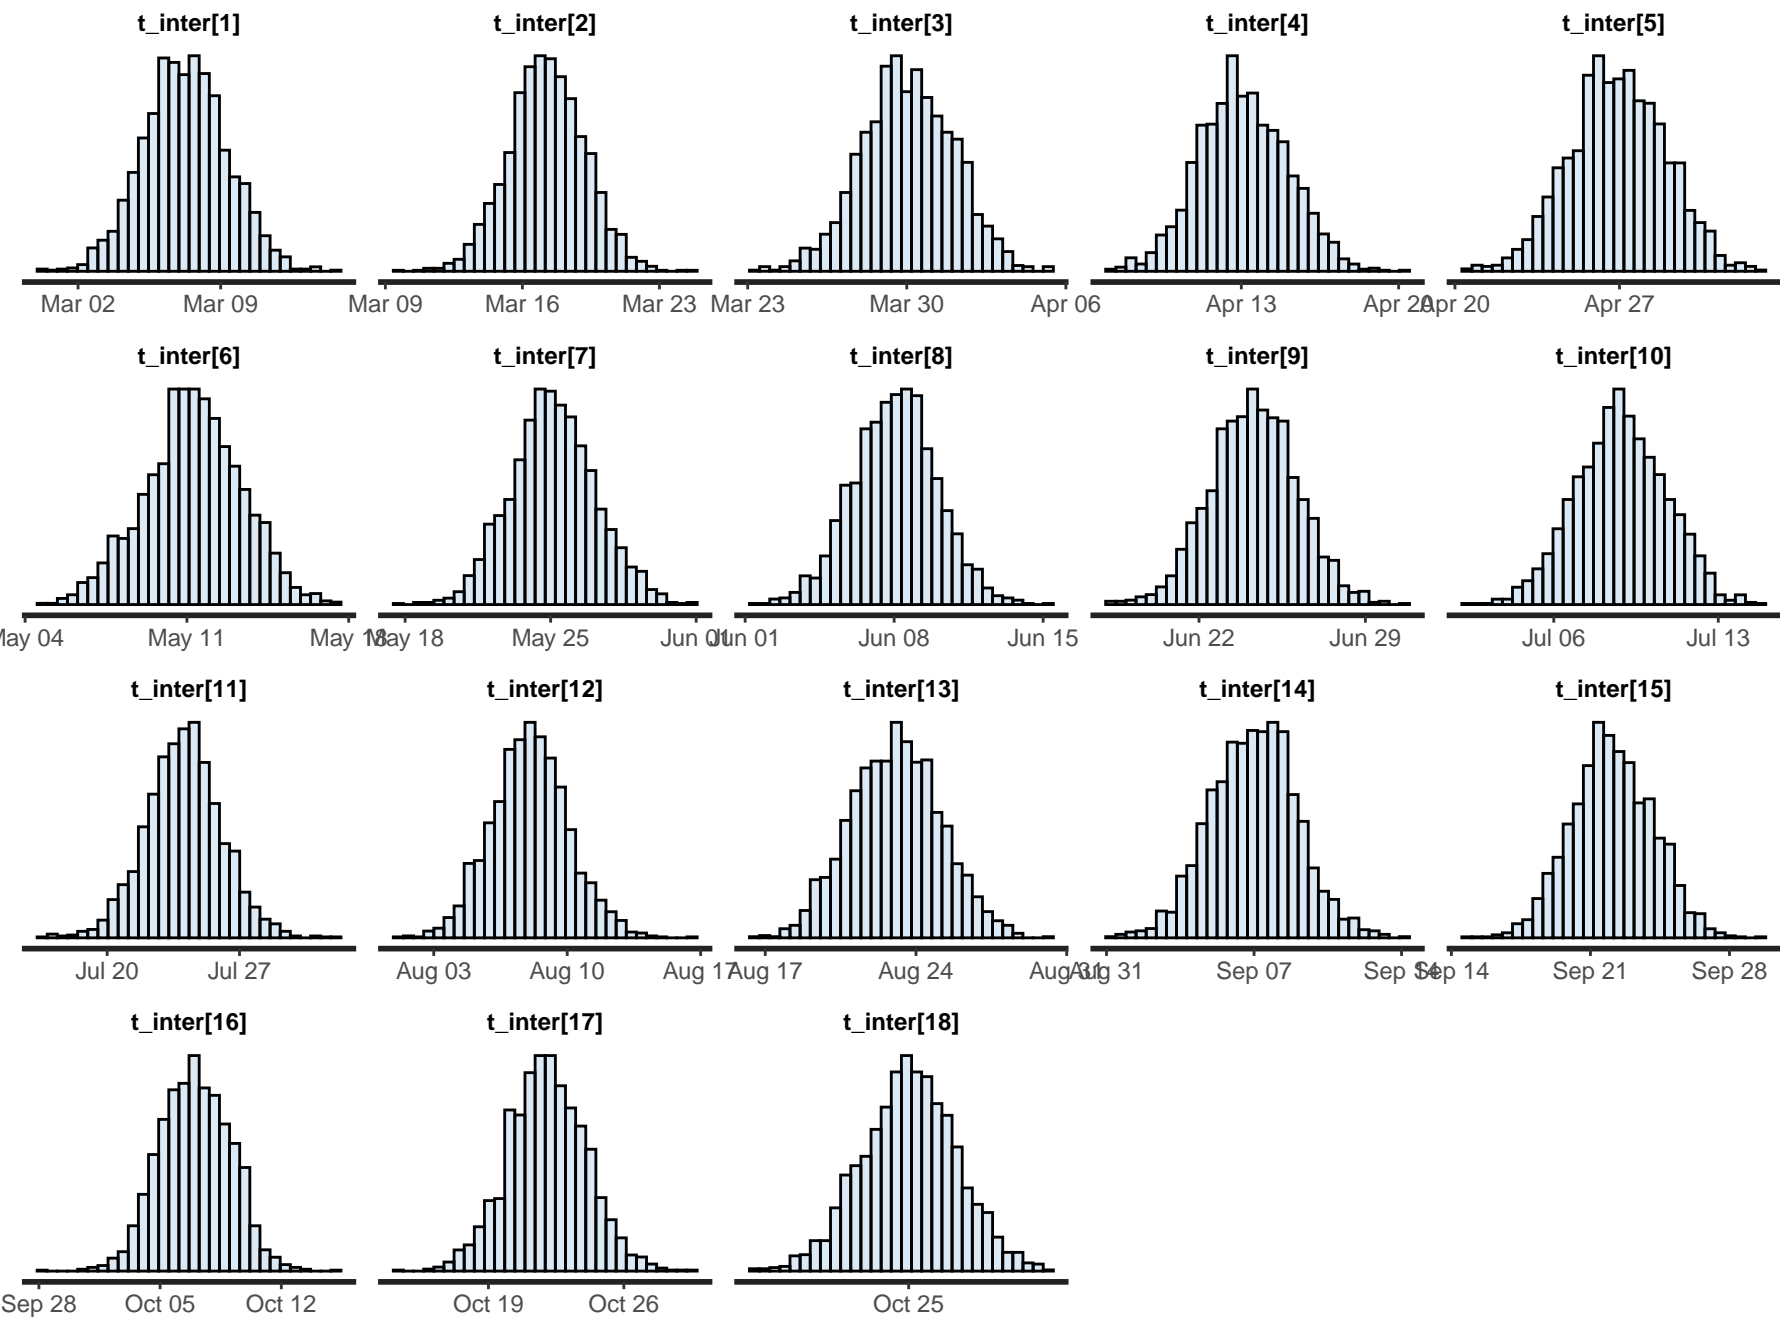 t_inter[1] t_inter[2] t_inter[3] t_inter[4] t_inter[5]
Mar 02 Mar 09 Mar 09 Mar 16 Mar 23 Mar 23 Mar 30 Apr 06 Apr 13 Apr 20 Apr 20 Apr 27
t_inter[6] t_inter[7] t_inter[8] t_inter[9] t_inter[10]
May 04 May 11 May 18 May 18 May 25 Jun 01 Jun 01 Jun 08 Jun 15 Jun 22 Jun 29 Jul 06 Jul 13
t_inter[11] t_inter[12] t_inter[13] t_inter[14] t_inter[15]
Jul 20 Jul 27 Aug 03 Aug 10 Aug 17 Aug 17 Aug 24 Aug 31 Aug 31 Sep 07 Sep 14 Sep 14 Sep 21 Sep 28
t_inter[16] t_inter[17] t_inter[18]
Sep 28 Oct 05 Oct 12 Oct 19 Oct 26 Oct 25